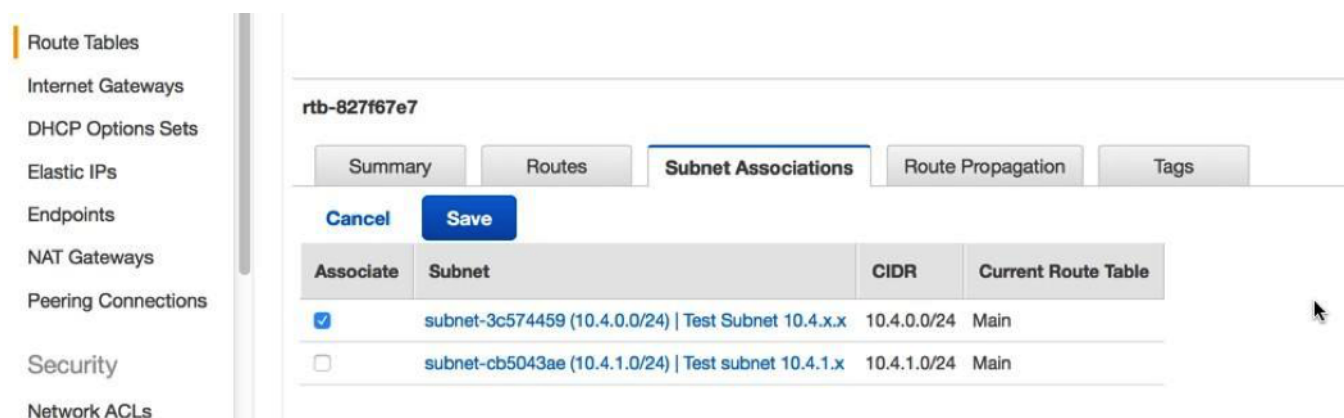 Route Tables
Internet Gateways
DHCP Options Sets
Elastic IPs
Endpoints
NAT Gateways
Peering Connections
Security
Network ACLs
rtb-827f67e7
Summary Routes Subnet Associations Route Propagation Tags
Cancel Save
Associate Subnet CIDR Current Route Table
subnet-3c574459 (10.4.0.0/24) | Test Subnet 10.4.x.x 10.4.0.0/24 Main
subnet-cb5043ae (10.4.1.0/24) | Test subnet 10.4.1.x 10.4.1.0/24 Main